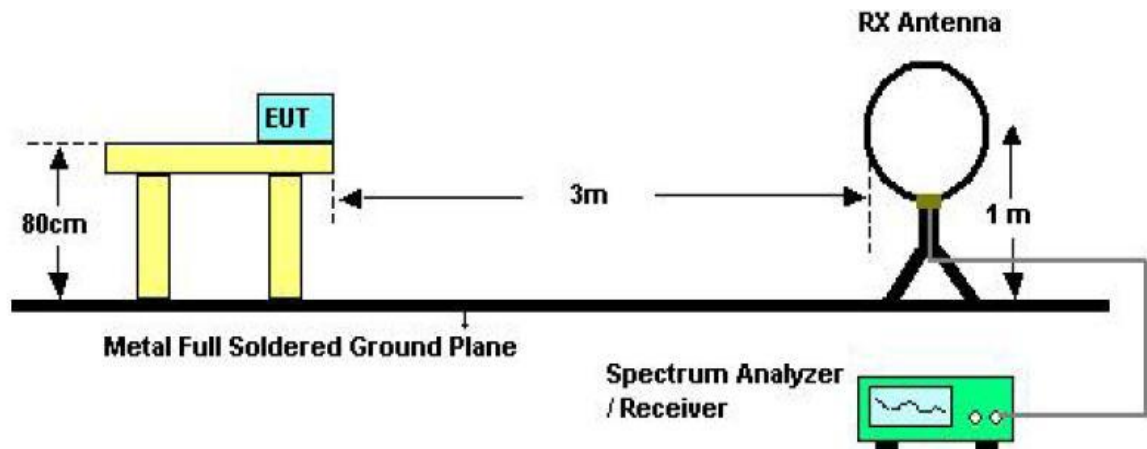 RX Antenna
EUT
80cm
3m
1 m
Metal Full Soldered Ground Plane
Spectrum Analyzer
/ Receiver